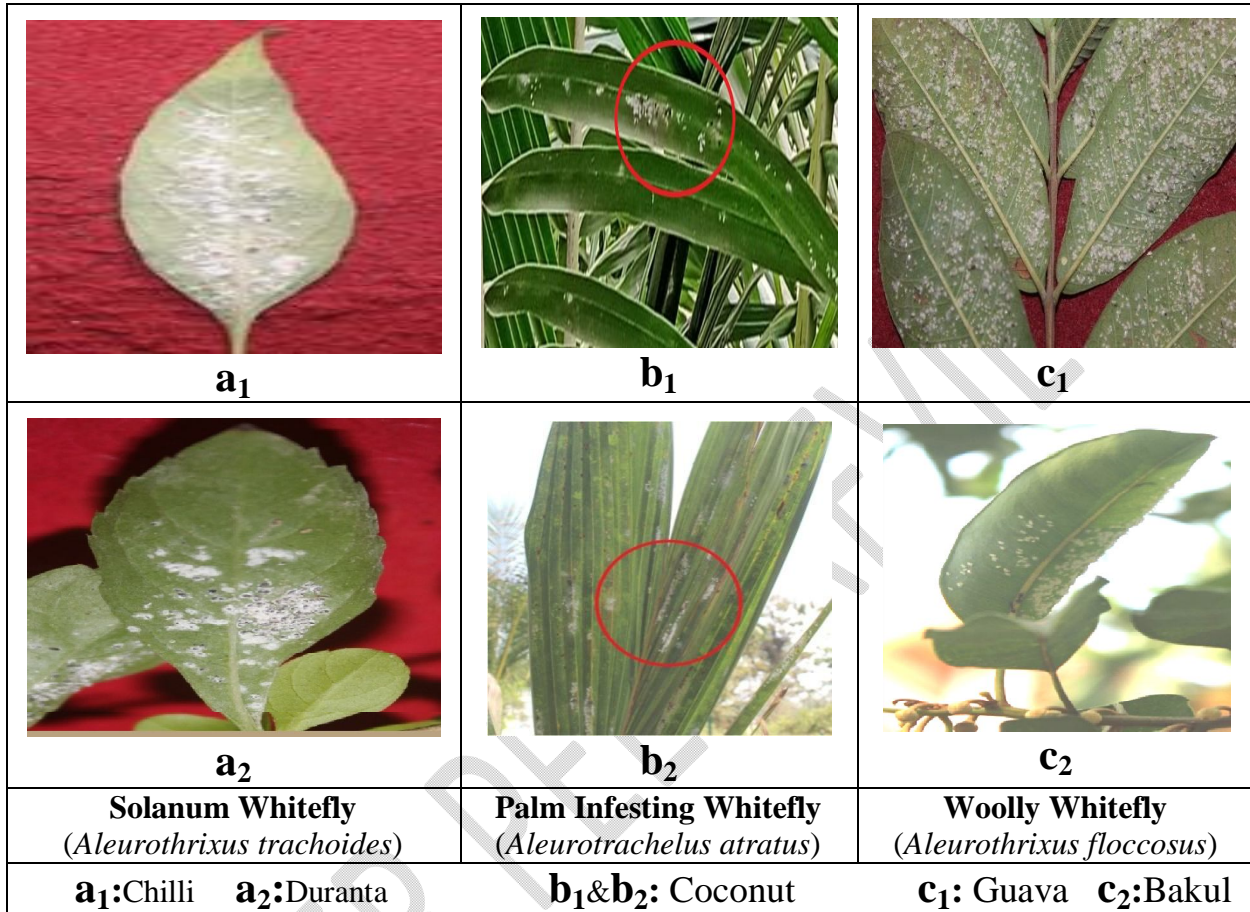 a₁ b₁ c₁
a₂ b₂ c₂
Solanum Whitefly Palm Infesting Whitefly Woolly Whitefly
(Aleurothrixus trachoides) (Aleurotrachelus atratus) (Aleurothrixus floccosus)
a₁:Chilli a₂:Duranta b₁&b₂: Coconut c₁: Guava c₂:Bakul